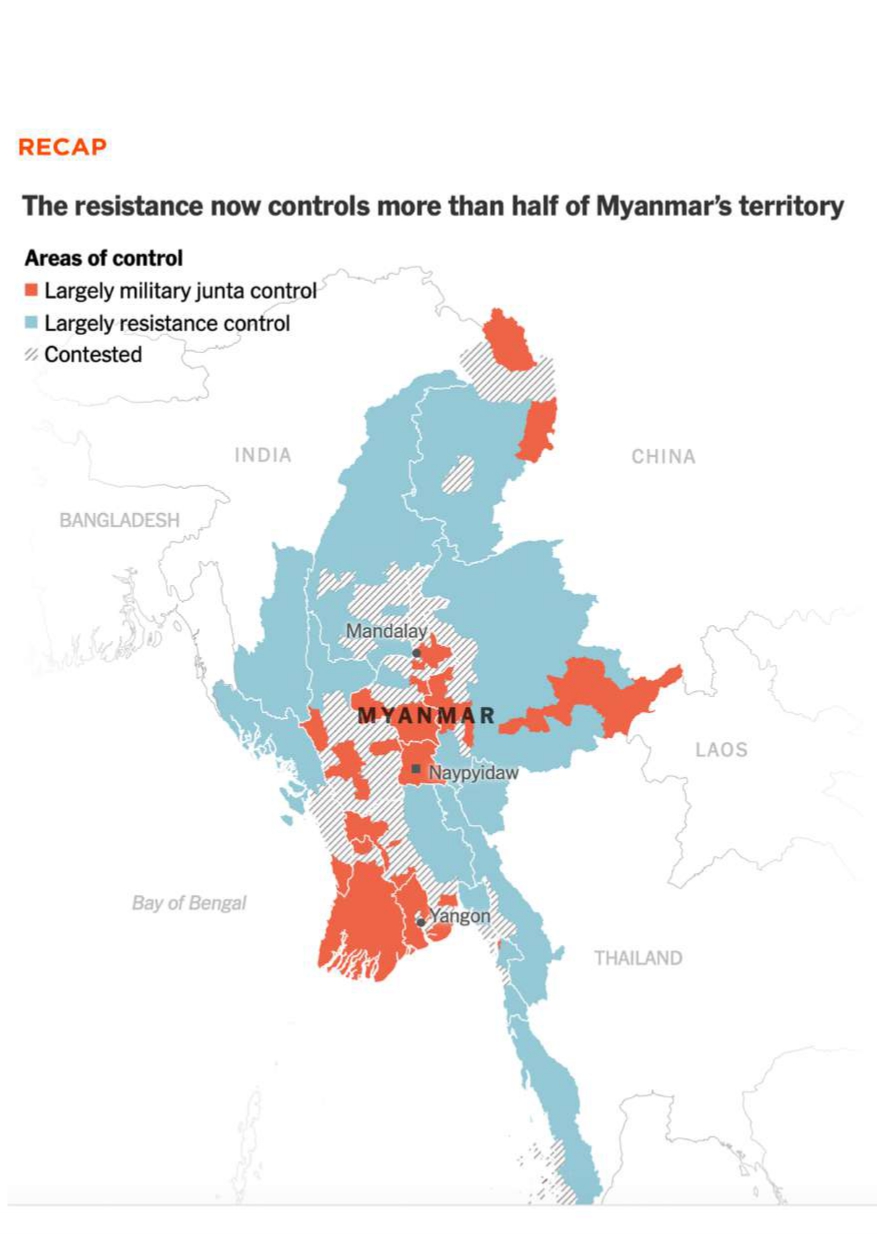 RECAP
The resistance now controls more than half of Myanmar’s territory
Areas of control
Largely military junta control
Largely resistance control
Contested
INDIA
CHINA
BANGLADESH
Mandalay
MYANMAR
LAOS
Naypyidaw
Bay of Bengal
Yangon
THAILAND